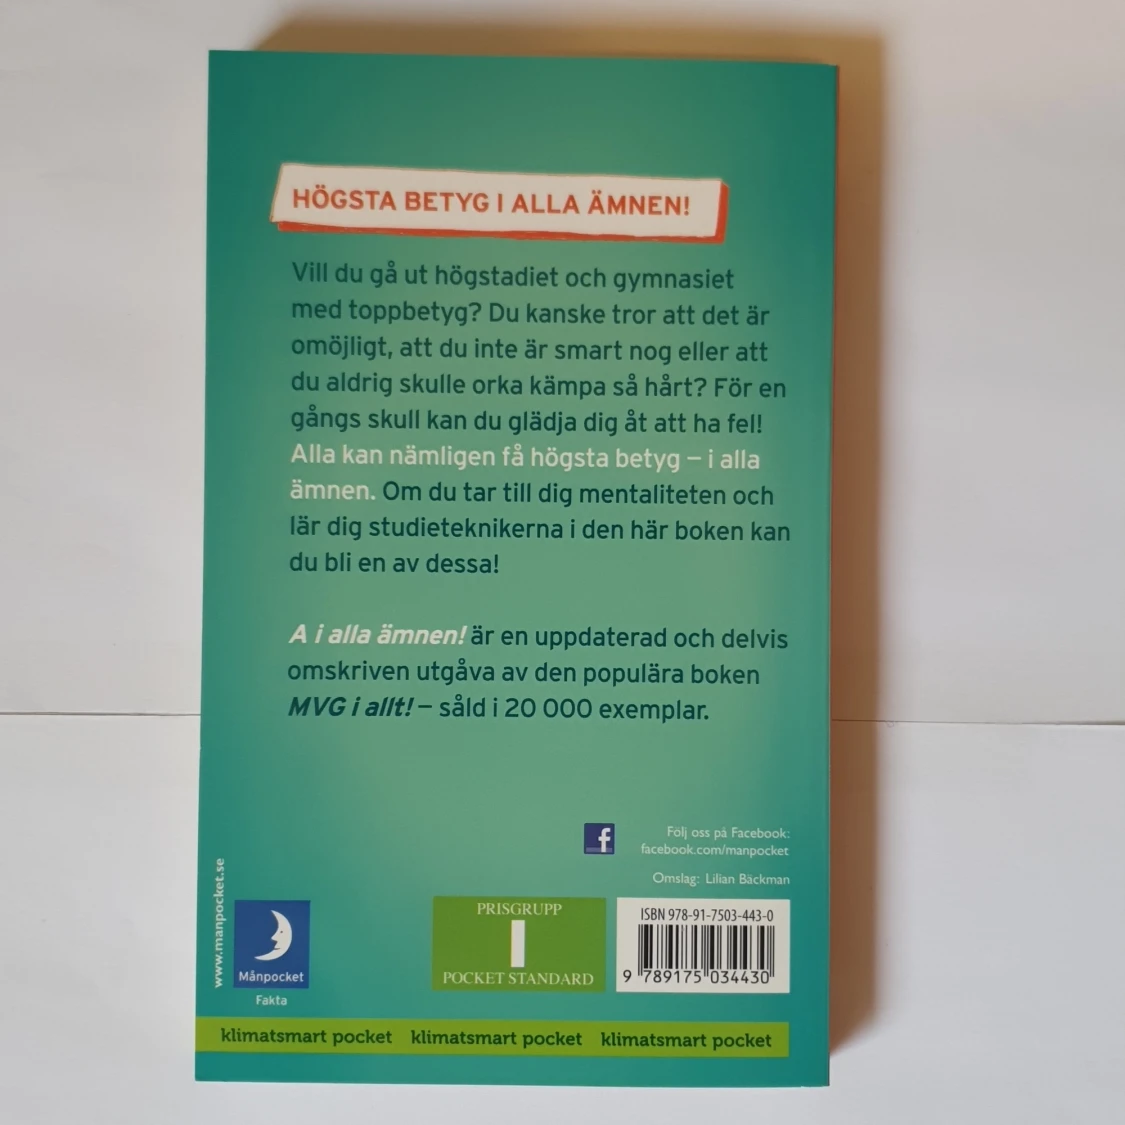 HÖGSTA BETYG I ALLA ÄMNEN!
Vill du gå ut högstadiet och gymnasiet
med toppbetyg? Du kanske tror att det är
omöjligt, att du inte är smart nog eller att
du aldrig skulle orka kämpa så hårt? För en
gångs skull kan du glädja dig åt att ha fel!
Alla kan nämligen få högsta betyg – i alla
ämnen. Om du tar till dig mentaliteten och
lär dig studieteknikerna i den här boken kan
du bli en av dessa!
A i alla ämnen! är en uppdaterad och delvis
omskriven utgåva av den populära boken
MVG i allt! – såld i 20 000 exemplar.
f
Följ oss på Facebook:
facebook.com/manpocket
Omslag: Lilian Bäckman
www.manpocket.se
Månpocket
Fakta
PRISGRUPP
I
POCKET STANDARD
ISBN 978-91-7503-443-0
9 789175 034430
klimatsmart pocket klimatsmart pocket klimatsmart pocket